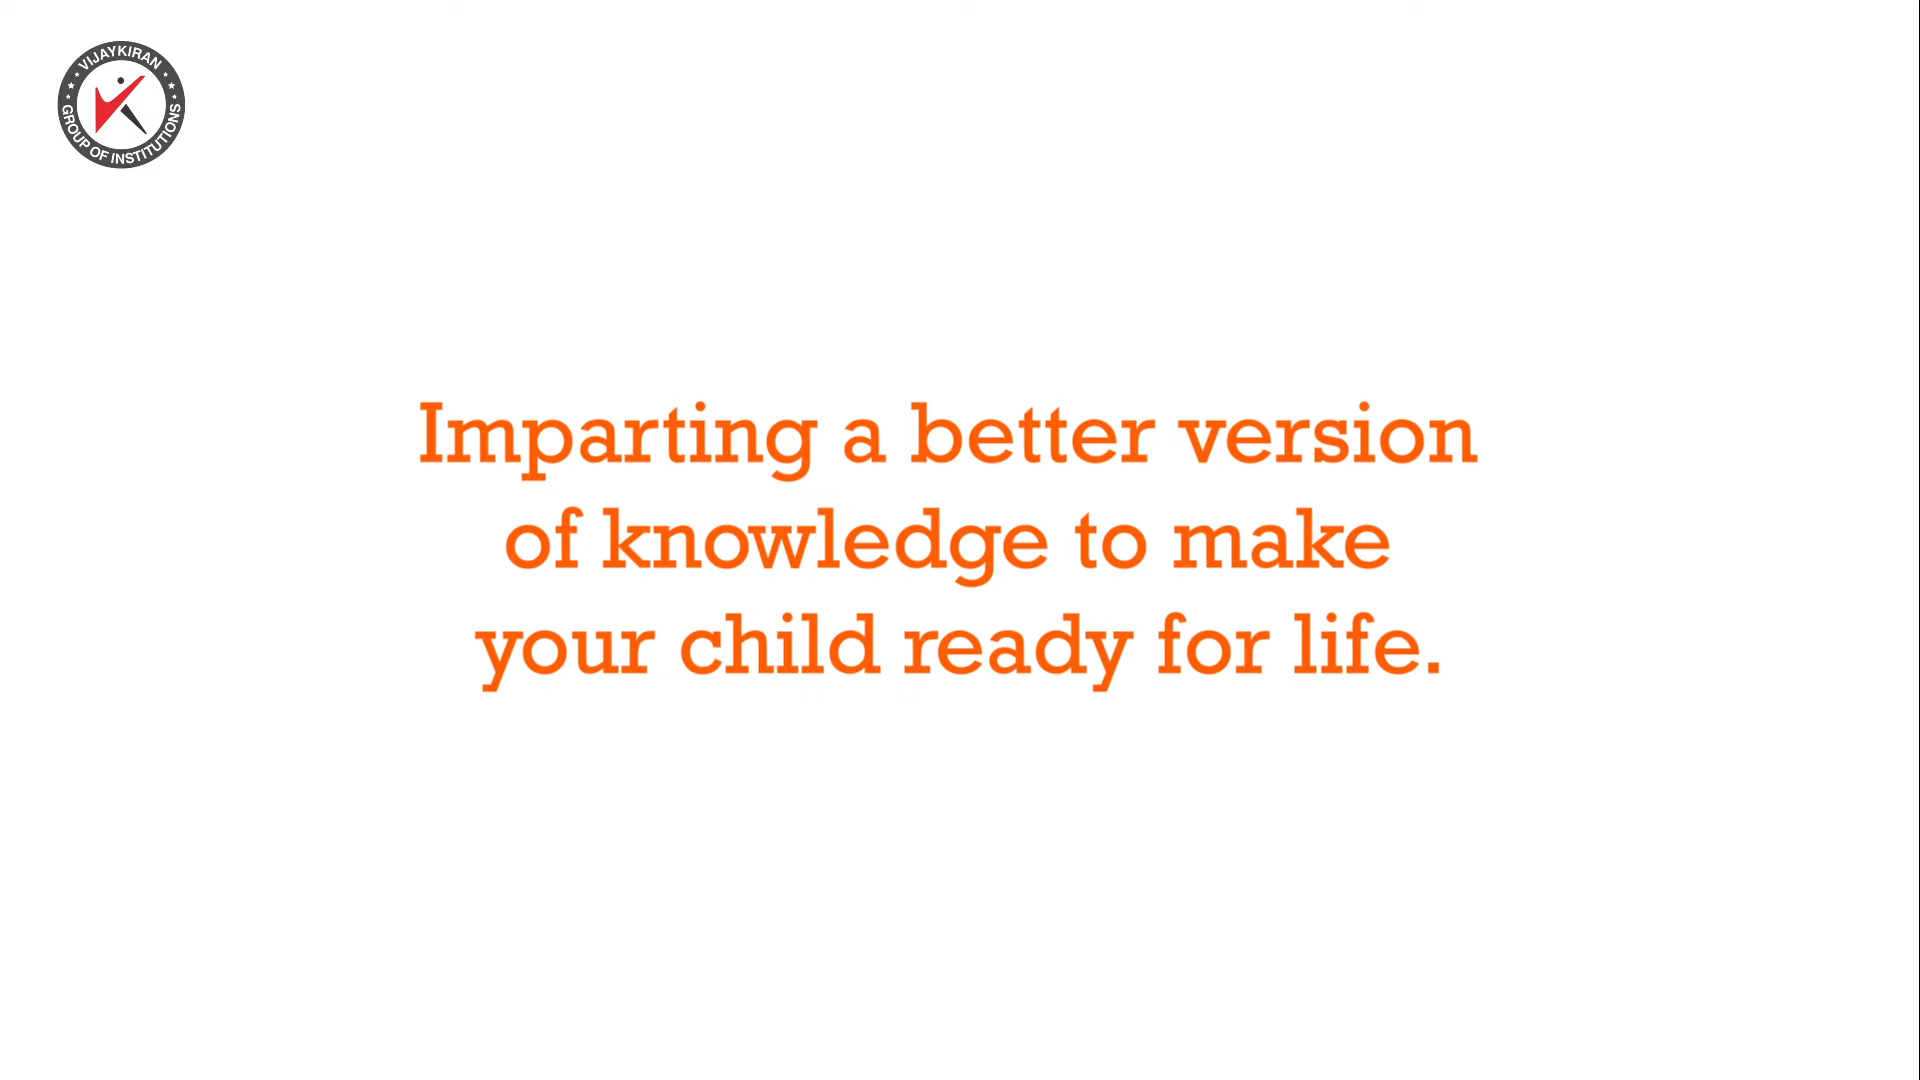 VIJAYKIRAN
GROUP OF INSTITUTIONS
Imparting a better version
of knowledge to make
your child ready for life.